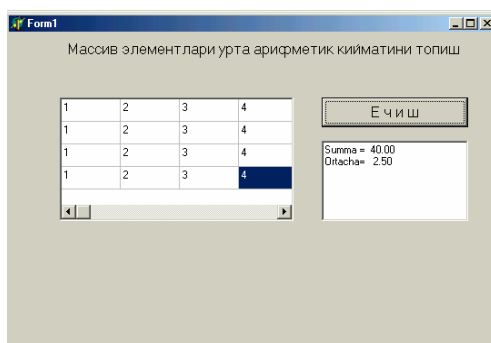 Form1
Массив элементлари урта арифметик кийматини топиш
1 2 3 4
1 2 3 4
1 2 3 4
1 2 3 4
Ечиш
Summa = 40.00
Ortacha= 2.50